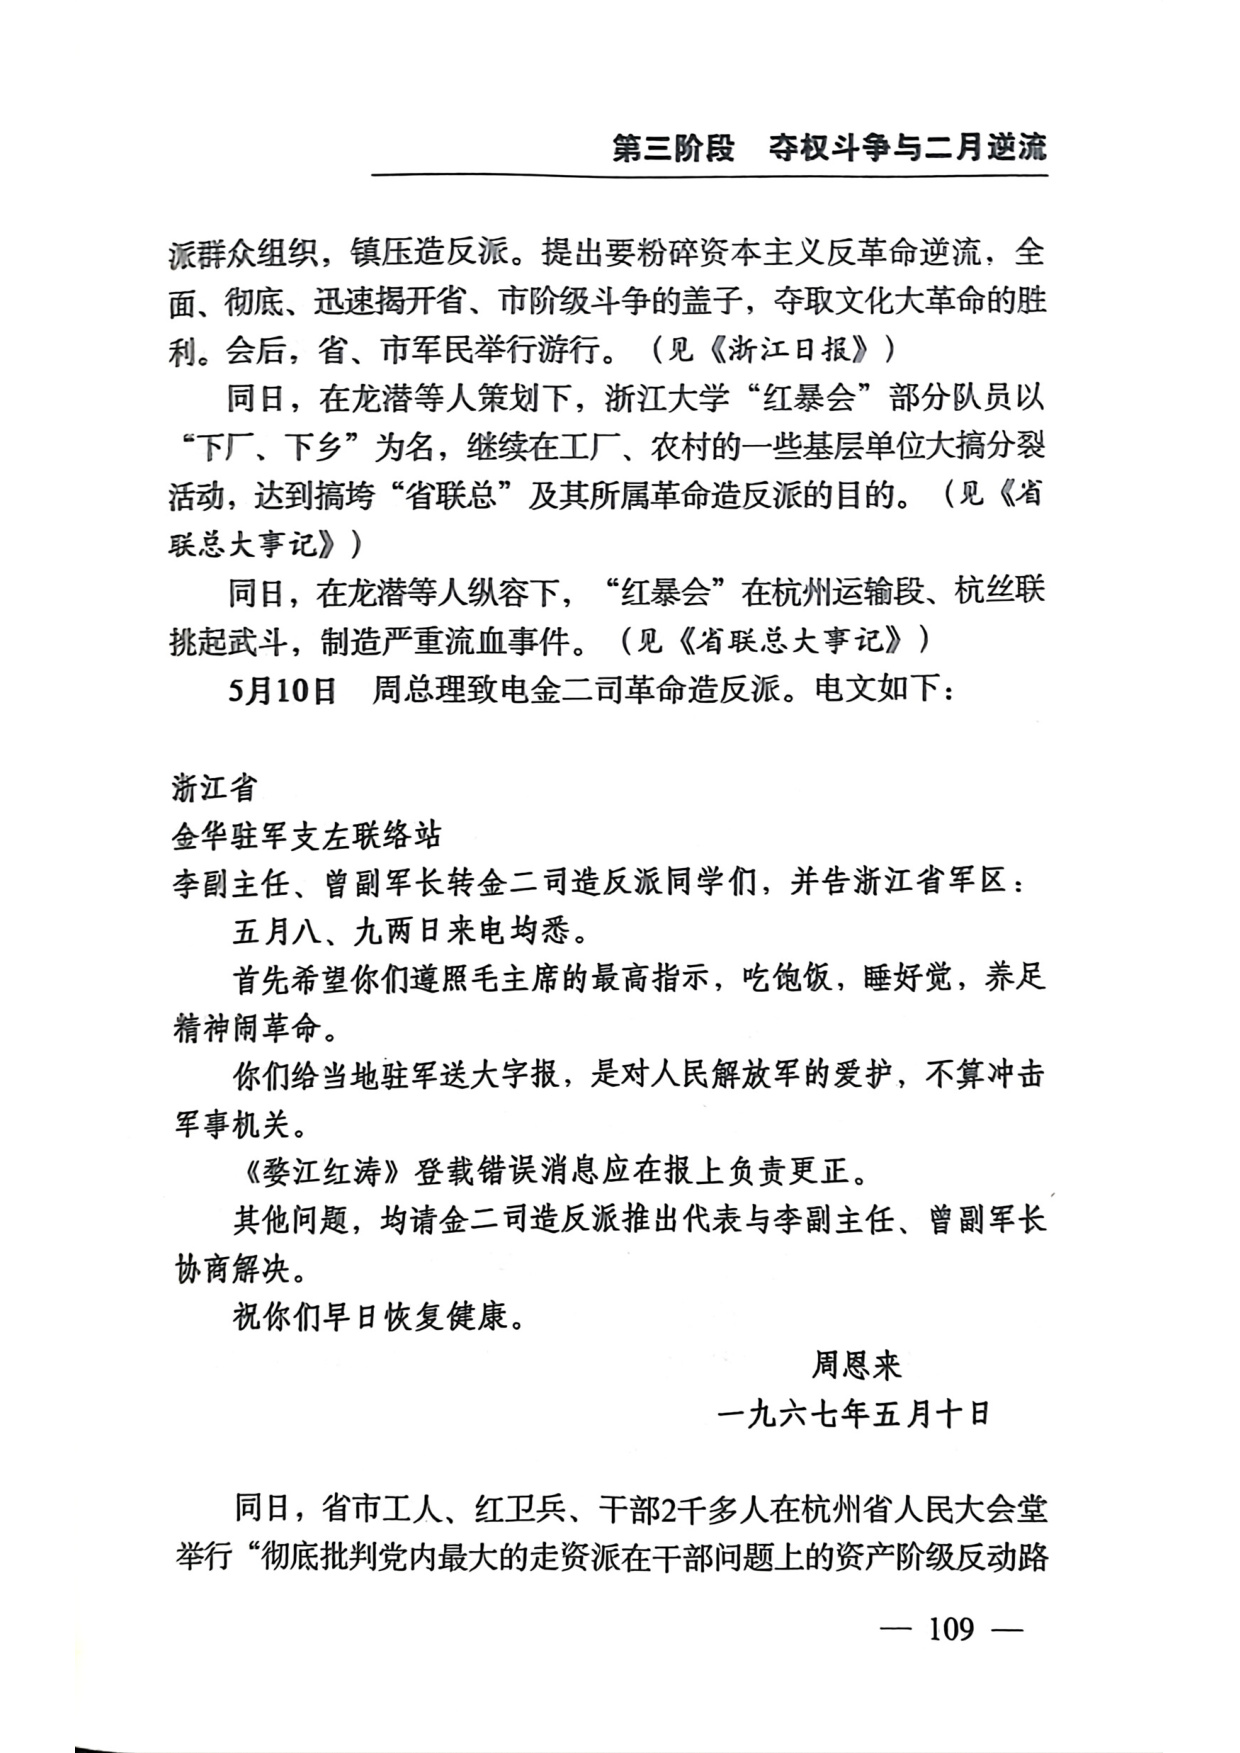 第三阶段　夺权斗争与二月逆流
派群众组织，镇压造反派。提出要粉碎资本主义反革命逆流，全
面、彻底、迅速揭开省、市阶级斗争的盖子，夺取文化大革命的胜
利。会后，省、市军民举行游行。（见《浙江日报》）
同日，在龙潜等人策划下，浙江大学“红暴会”部分队员以
“下厂、下乡”为名，继续在工厂、农村的一些基层单位大搞分裂
活动，达到搞垮“省联总”及其所属革命造反派的目的。（见《省
联总大事记》）
同日，在龙潜等人纵容下，“红暴会”在杭州运输段、杭丝联
挑起武斗，制造严重流血事件。（见《省联总大事记》）
5月10日　周总理致电金二司革命造反派。电文如下：
浙江省
金华驻军支左联络站
李副主任、曾副军长转金二司造反派同学们，并告浙江省军区：
五月八、九两日来电均悉。
首先希望你们遵照毛主席的最高指示，吃饱饭，睡好觉，养足
精神闹革命。
你们给当地驻军送大字报，是对人民解放军的爱护，不算冲击
军事机关。
《婺江红涛》登载错误消息应在报上负责更正。
其他问题，均请金二司造反派推出代表与李副主任、曾副军长
协商解决。
祝你们早日恢复健康。
周恩来
一九六七年五月十日
同日，省市工人、红卫兵、干部2千多人在杭州省人民大会堂
举行“彻底批判党内最大的走资派在干部问题上的资产阶级反动路
— 109 —